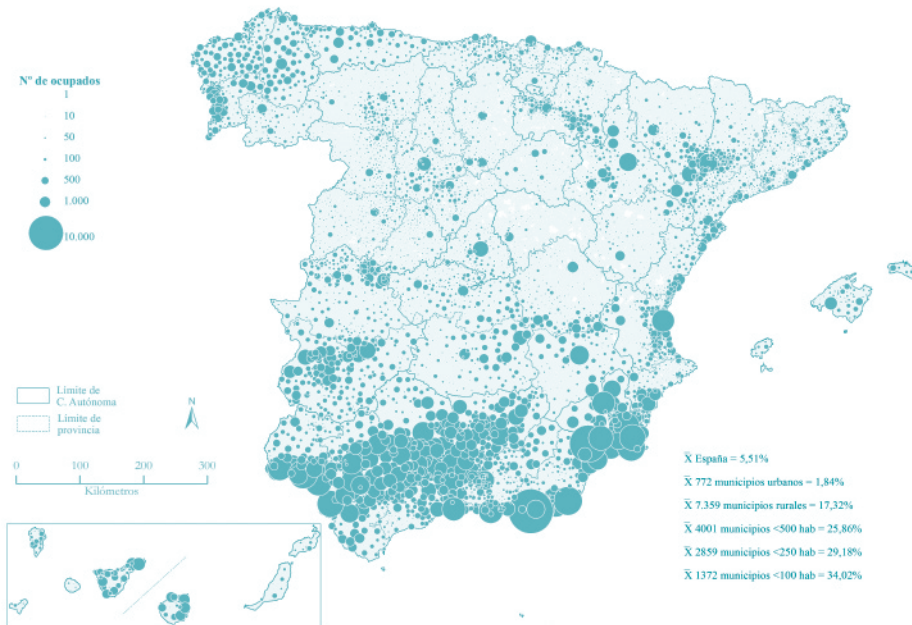 Nº de ocupados
1
10
50
100
500
1.000
10.000
Límite de
C. Autónoma
Límite de
provincia
N
0 100 200 300
Kilómetros
X̄ España = 5,51%
X̄ 772 municipios urbanos = 1,84%
X̄ 7.359 municipios rurales = 17,32%
X̄ 4001 municipios <500 hab = 25,86%
X̄ 2859 municipios <250 hab = 29,18%
X̄ 1372 municipios <100 hab = 34,02%